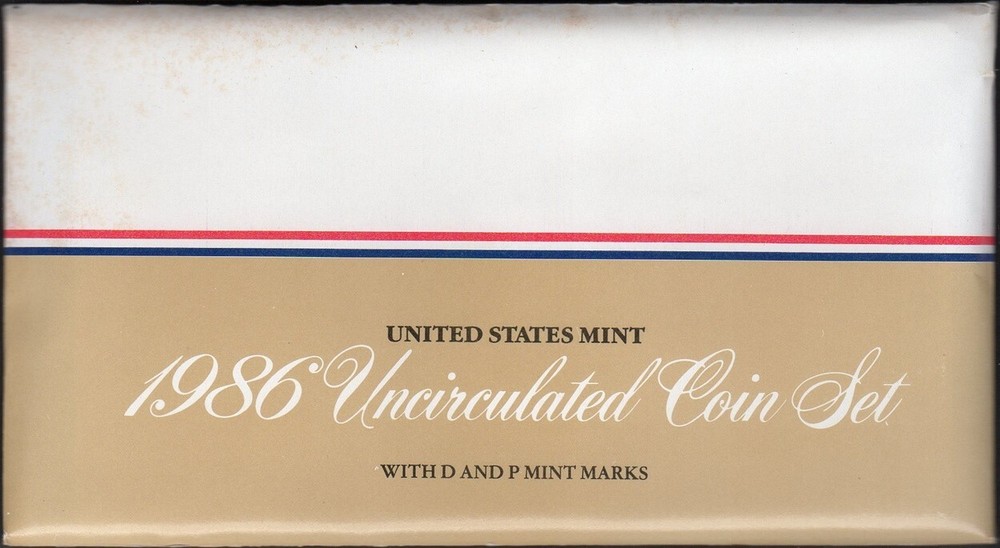 UNITED STATES MINT
1986 Uncirculated Coin Set
WITH D AND P MINT MARKS